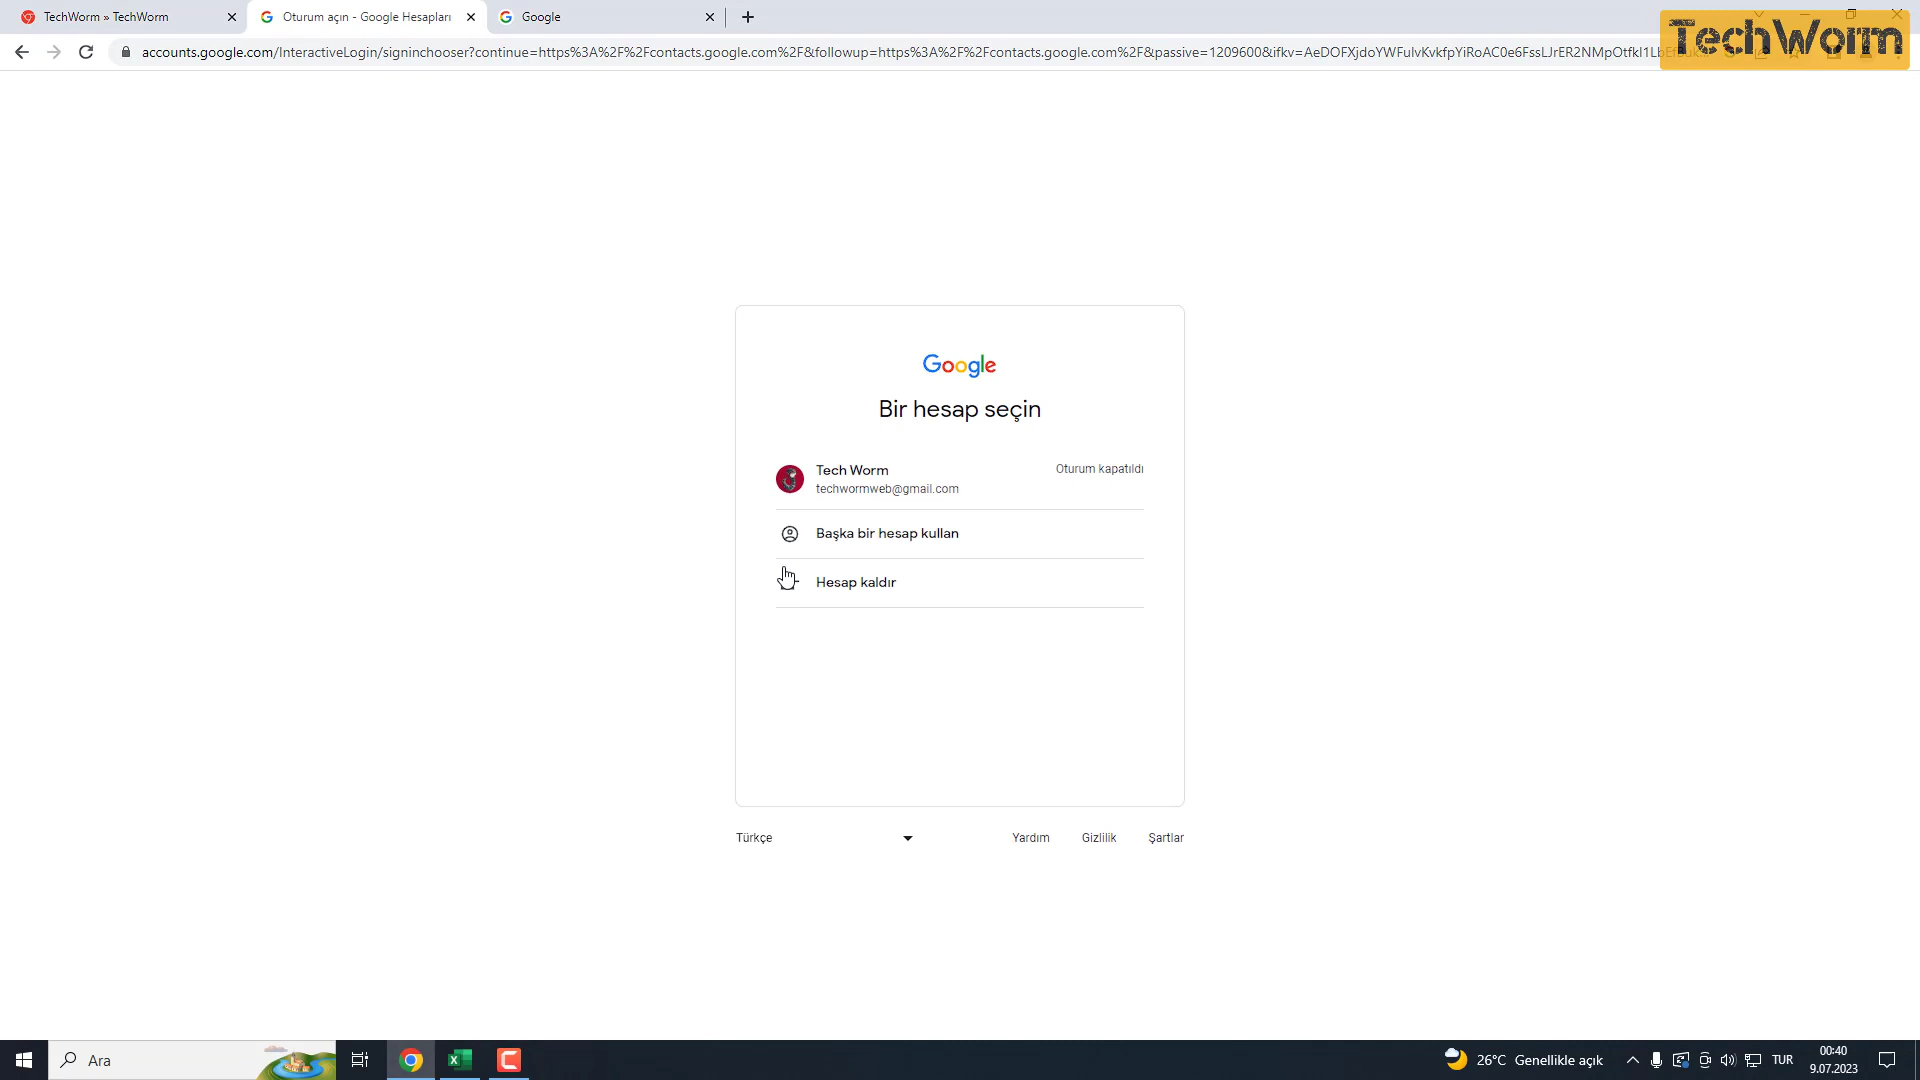 TechWorm » TechWorm
Oturum açın - Google Hesapları
Google
TechWorm
accounts.google.com/InteractiveLogin/signinchooser?continue=https%3A%2F%2Fcontacts.google.com%2F&followup=https%3A%2F%2Fcontacts.google.com%2F&passive=1209600&ifkv=AeDOFXjdoYWFulvKvkfpYiRoAC0e6FssLJrER2NMpOtfkI1Lb
Google
Bir hesap seçin
Tech Worm
Oturum kapatıldı
techwormweb@gmail.com
Başka bir hesap kullan
Hesap kaldır
Türkçe
Yardım
Gizlilik
Şartlar
Ara
26°C Genellikle açık
TUR
00:40
9.07.2023